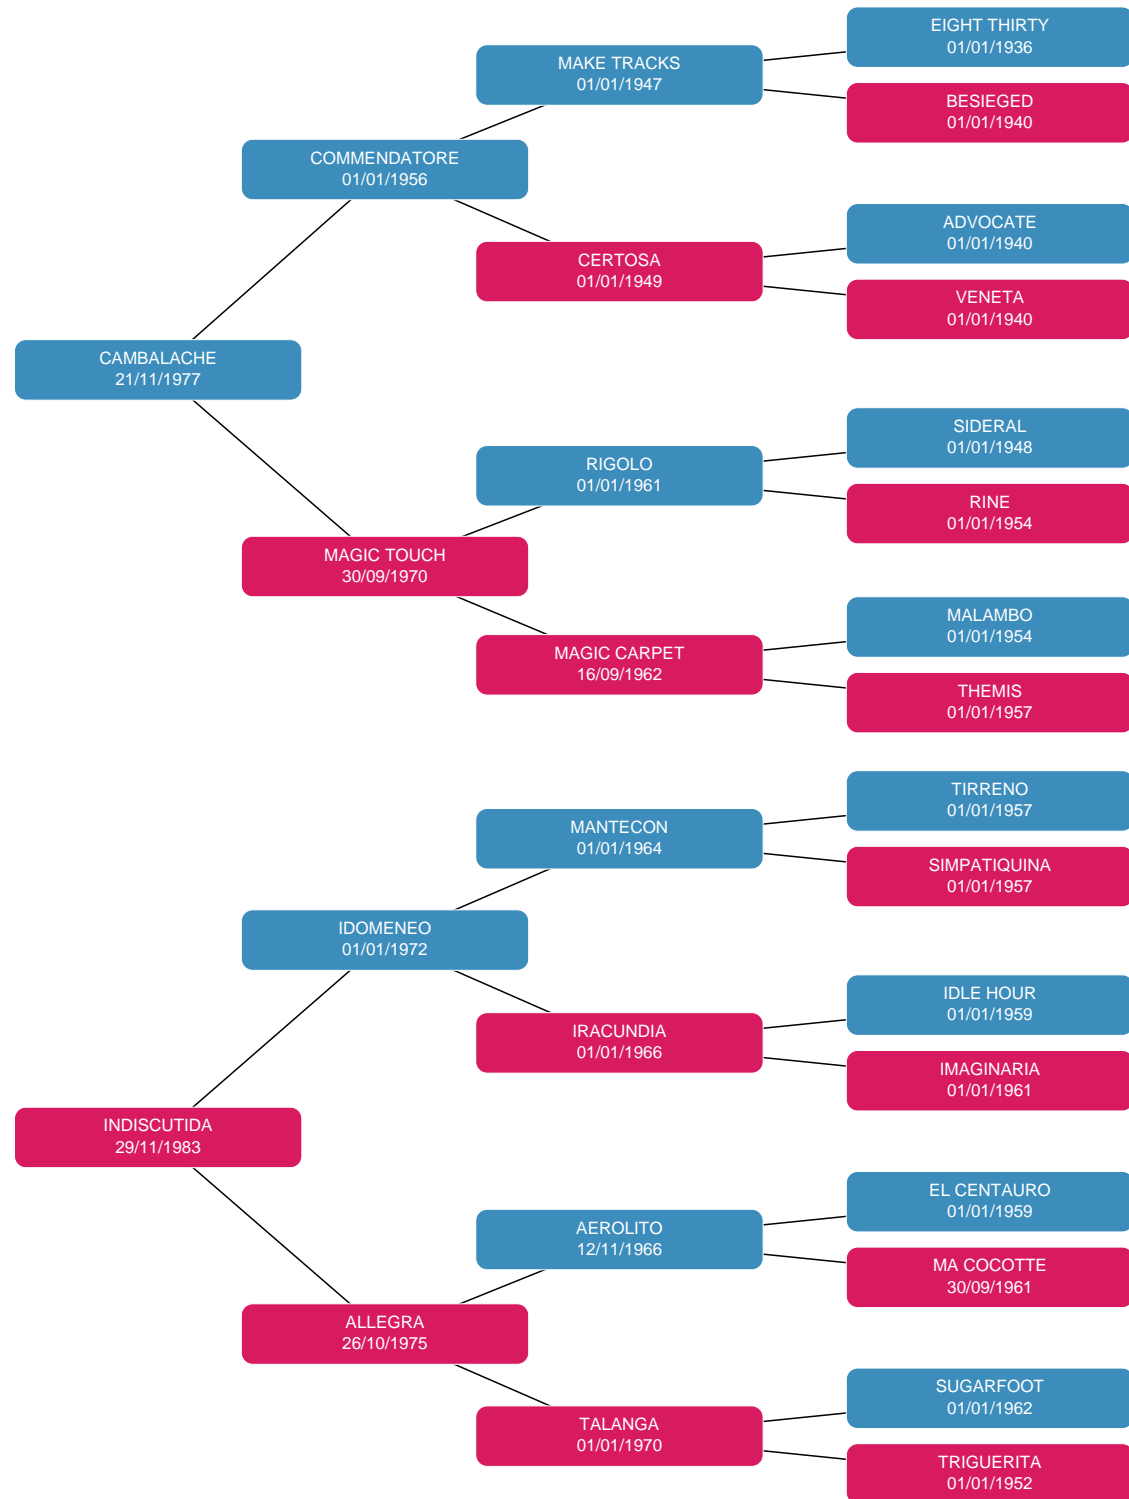 EIGHT THIRTY
01/01/1936
MAKE TRACKS
01/01/1947
BESIEGED
01/01/1940
COMMENDATORE
01/01/1956
ADVOCATE
01/01/1940
CERTOSA
01/01/1949
VENETA
01/01/1940
CAMBALACHE
21/11/1977
SIDERAL
01/01/1948
RIGOLO
01/01/1961
RINE
01/01/1954
MAGIC TOUCH
30/09/1970
MALAMBO
01/01/1954
MAGIC CARPET
16/09/1962
THEMIS
01/01/1957
TIRRENO
01/01/1957
MANTECON
01/01/1964
SIMPATIQUINA
01/01/1957
IDOMENEO
01/01/1972
IDLE HOUR
01/01/1959
IRACUNDIA
01/01/1966
IMAGINARIA
01/01/1961
INDISCUTIDA
29/11/1983
EL CENTAURO
01/01/1959
AEROLITO
12/11/1966
MA COCOTTE
30/09/1961
ALLEGRA
26/10/1975
SUGARFOOT
01/01/1962
TALANGA
01/01/1970
TRIGUERITA
01/01/1952